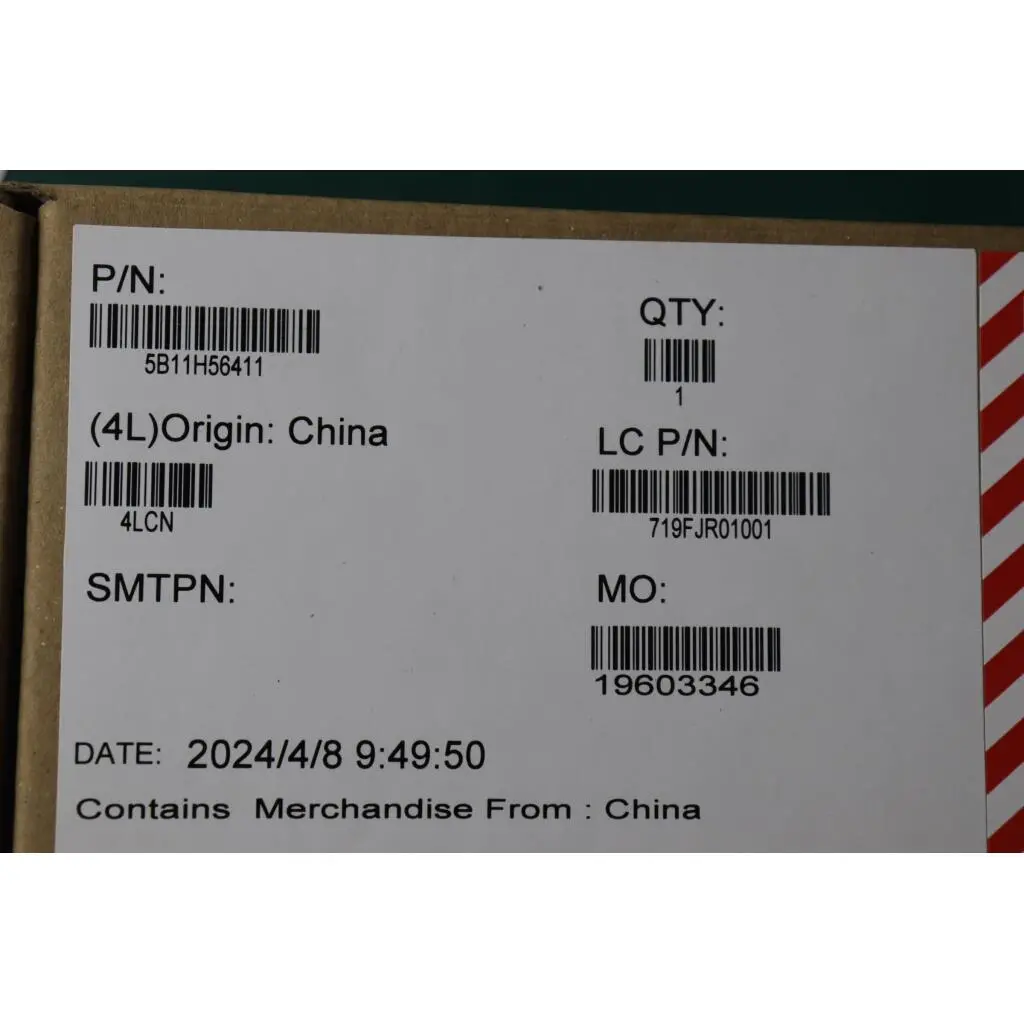 P/N:
5B11H56411
QTY:
1
(4L)Origin: China
4LCN
LC P/N:
719FJR01001
SMTPN:
MO:
19603346
DATE: 2024/4/8 9:49:50
Contains Merchandise From : China